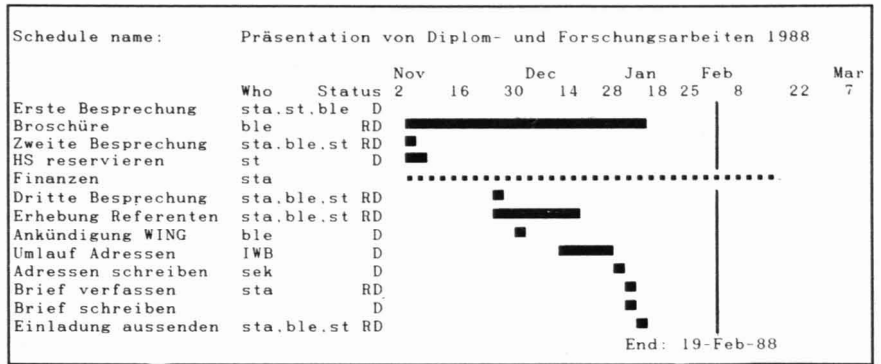 Schedule name: Präsentation von Diplom- und Forschungsarbeiten 1988
Nov Dec Jan Feb Mar
Who Status 2 16 30 14 28 18 25 8 22 7
Erste Besprechung sta,st,ble D
Broschüre ble RD
Zweite Besprechung sta,ble,st RD
HS reservieren st D
Finanzen sta
Dritte Besprechung sta,ble,st RD
Erhebung Referenten sta,ble,st RD
Ankündigung WING ble D
Umlauf Adressen IWB D
Adressen schreiben sek D
Brief verfassen sta RD
Brief schreiben D
Einladung aussenden sta,ble,st RD
End: 19-Feb-88